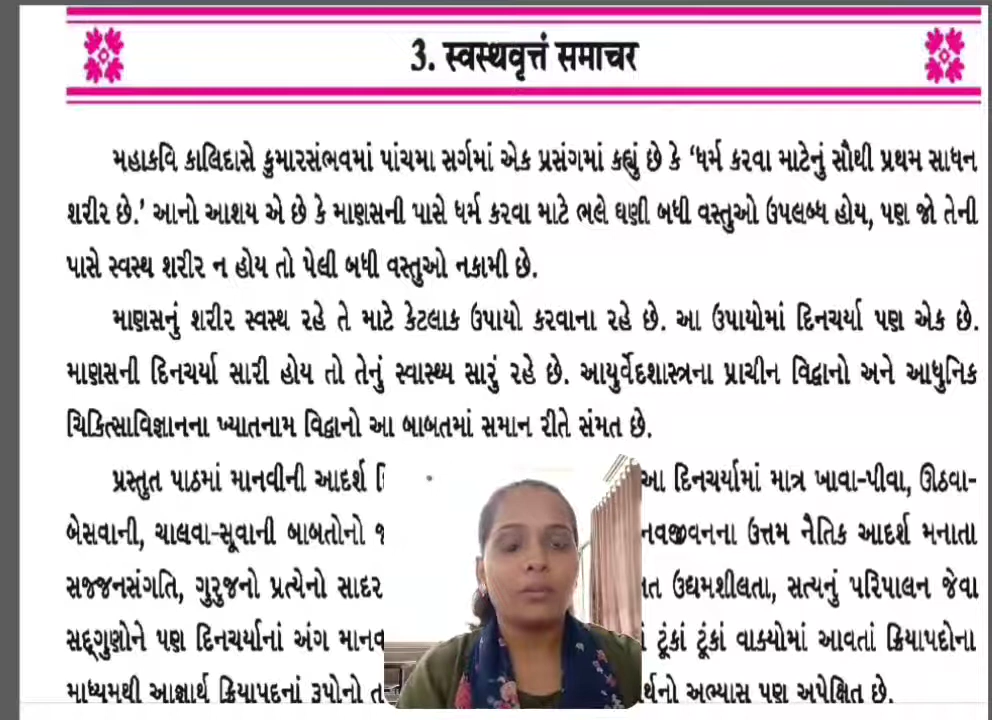 3. स्वस्थवृत्तं समाचर
મહાકવિ કાલિદાસે કુમારસંભવમાં પાંચમા સર્ગમાં એક પ્રસંગમાં કહ્યું છે કે ‘ધર્મ કરવા માટેનું સૌથી પ્રથમ સાધન
શરીર છે.’ આનો આશય એ છે કે માણસની પાસે ધર્મ કરવા માટે ભલે ઘણી બધી વસ્તુઓ ઉપલબ્ધ હોય, પણ જો તેની
પાસે સ્વસ્થ શરીર ન હોય તો પેલી બધી વસ્તુઓ નકામી છે.
માણસનું શરીર સ્વસ્થ રહે તે માટે કેટલાક ઉપાયો કરવાના રહે છે. આ ઉપાયોમાં દિનચર્યા પણ એક છે.
માણસની દિનચર્યા સારી હોય તો તેનું સ્વાસ્થ્ય સારું રહે છે. આયુર્વેદશાસ્ત્રના પ્રાચીન વિદ્વાનો અને આધુનિક
ચિકિત્સાવિજ્ઞાનના ખ્યાતનામ વિદ્વાનો આ બાબતમાં સમાન રીતે સંમત છે.
પ્રસ્તુત પાઠમાં માનવીની આદર્શ આ દિનચર્યામાં માત્ર ખાવા-પીવા, ઊઠવા-
બેસવાની, ચાલવા-સૂવાની બાબતોનો નવજીવનના ઉત્તમ નૈતિક આદર્શ મનાતા
સજ્જનસંગતિ, ગુરુજનો પ્રત્યેનો સાદર ઉદ્યમશીલતા, સત્યનું પરિપાલન જેવા
સદ્ગુણોને પણ દિનચર્યાનાં અંગ ટૂંકાં ટૂંકાં વાક્યોમાં આવતાં ક્રિયાપદોના
માધ્યમથી આજ્ઞાર્થ ક્રિયાપદનાં રૂપોનો અભ્યાસ પણ અપેક્ષિત છે.